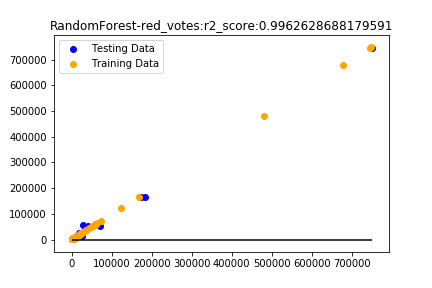 RandomForest-red_votes:r2_score:0.9962628688179591
Testing Data
Training Data
700000
600000
500000
400000
300000
200000
100000
0
0 100000 200000 300000 400000 500000 600000 700000